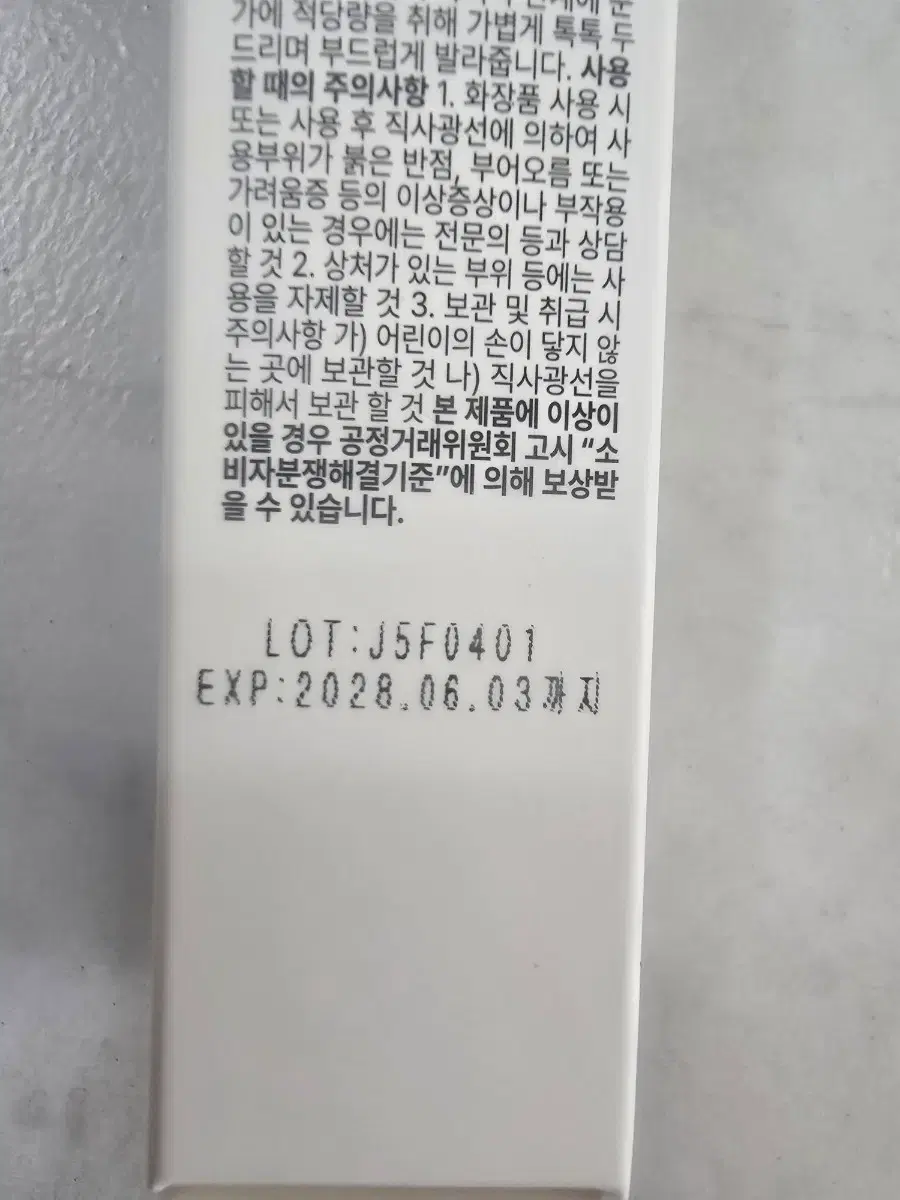 가에 적당량을 취해 가볍게 톡톡 두
드리며 부드럽게 발라줍니다. 사용
할 때의 주의사항 1. 화장품 사용 시
또는 사용 후 직사광선에 의하여 사
용부위가 붉은 반점, 부어오름 또는
가려움증 등의 이상증상이나 부작용
이 있는 경우에는 전문의 등과 상담
할 것 2. 상처가 있는 부위 등에는 사
용을 자제할 것 3. 보관 및 취급 시
주의사항 가) 어린이의 손이 닿지 않
는 곳에 보관할 것 나) 직사광선을
피해서 보관 할 것 본 제품에 이상이
있을 경우 공정거래위원회 고시 “소
비자분쟁해결기준”에 의해 보상받
을 수 있습니다.
LOT:J5F0401
EXP:2028.06.03까지